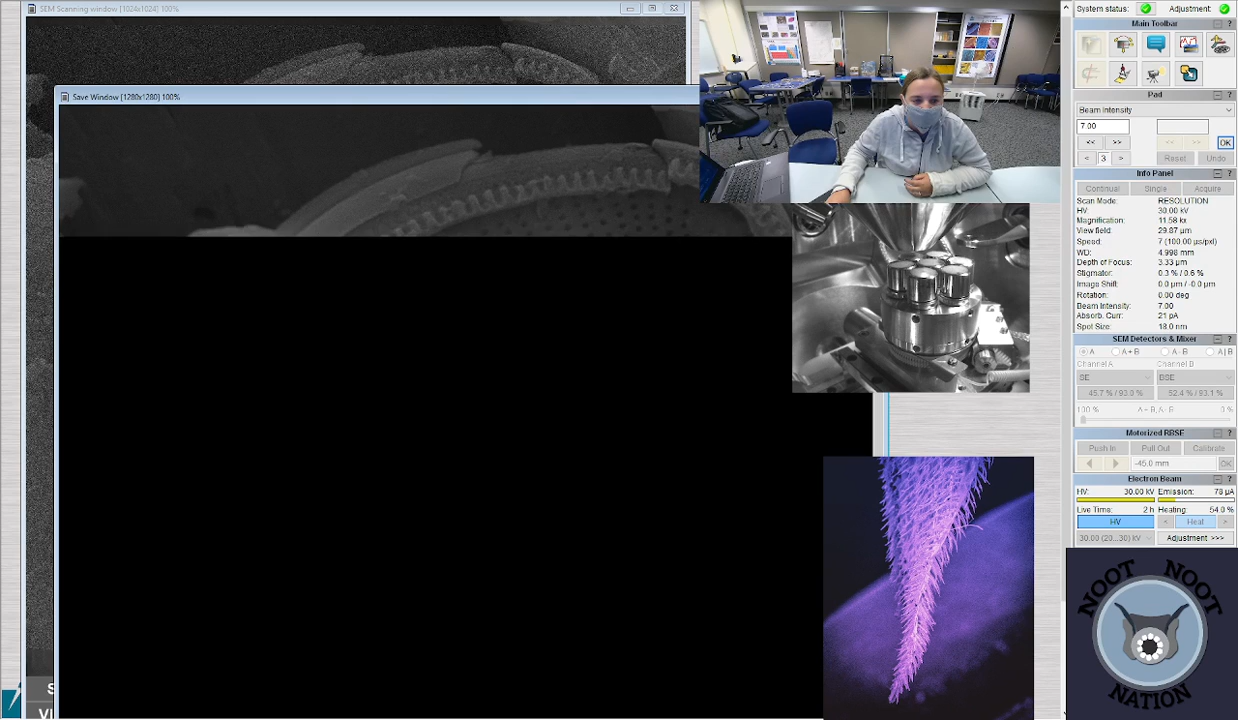 SEM Scanning window [1024x1024] 100%
Save Window [1280x1280] 100%
System status: Adjustment:
Main Toolbar
Pad
Beam Intensity
7.00
<< >> << >> OK
< 3 > Reset Undo
Info Panel
Continual Single Acquire
Scan Mode: RESOLUTION
HV: 30.00 kV
Magnification: 11.58 kx
View field: 29.87 µm
Speed: 7 (100.00 µs/pxl)
WD: 4.998 mm
Depth of Focus: 3.33 µm
Stigmator: 0.3 % / 0.6 %
Image Shift: 0.0 µm / -0.0 µm
Rotation: 0.00 deg
Beam Intensity: 7.00
Absorb. Curr: 21 pA
Spot Size: 18.0 nm
SEM Detectors & Mixer
A A + B A - B A | B
Channel A Channel B
SE BSE
45.7 % / 93.0 % 52.4 % / 93.1 %
100 % A + B, A - B 0 %
Motorized RBSE
Push In Pull Out Calibrate
-45.0 mm OK
Electron Beam
HV: 30.00 kV Emission: 78 µA
Live Time: 2 h Heating: 54.0 %
HV < Heat >
30.00 (20...30) kV Adjustment >>>
NOOT NOOT
NATION